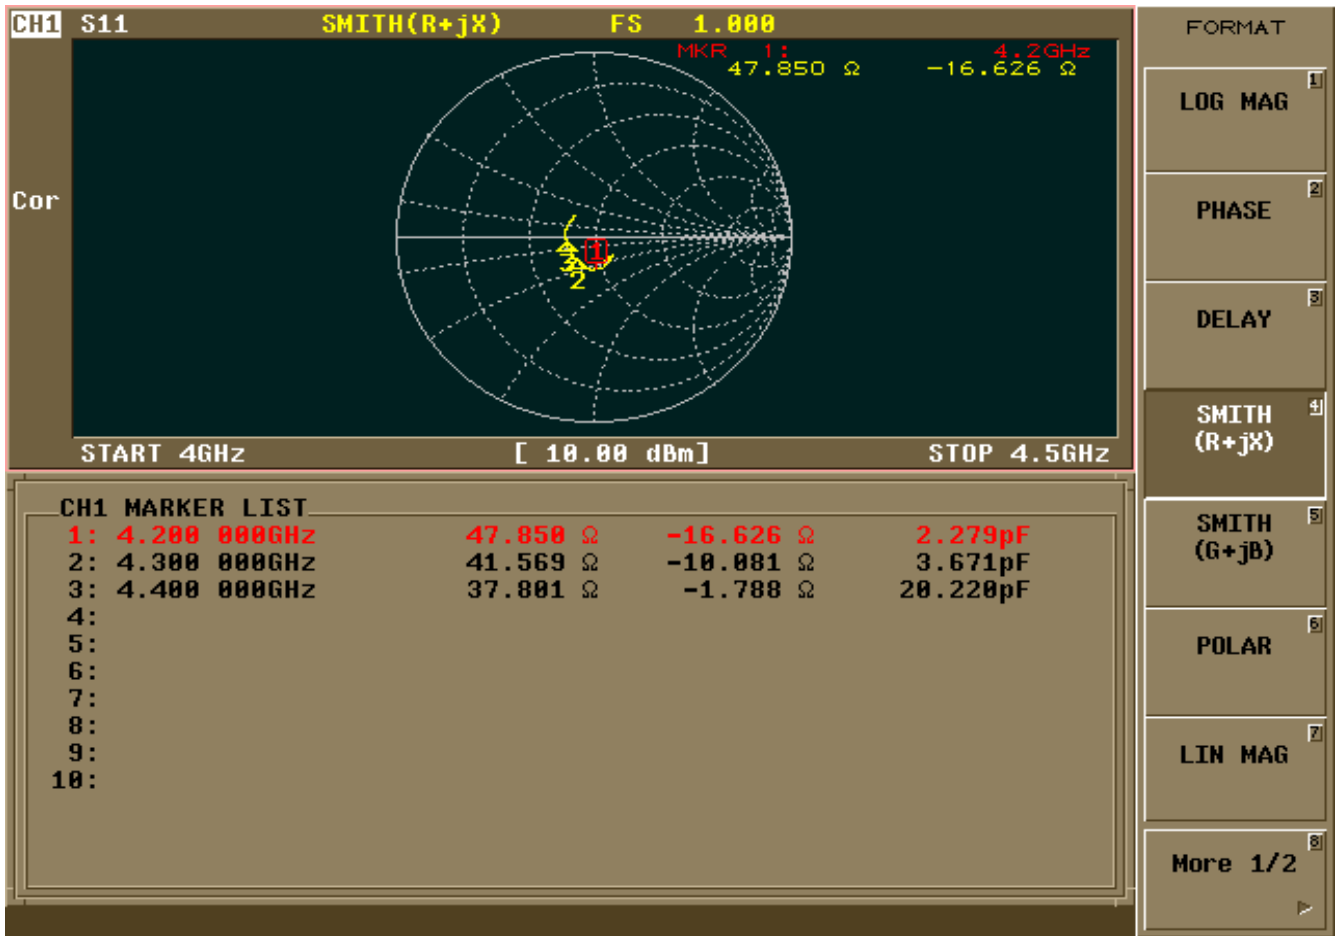 CH1 S11 SMITH(R+jX) FS 1.000
MKR 1: 4.2GHz
47.850 Ω -16.626 Ω
Cor
1
2
3
START 4GHz [ 10.00 dBm] STOP 4.5GHz
CH1 MARKER LIST
1: 4.200 000GHz 47.850 Ω -16.626 Ω 2.279pF
2: 4.300 000GHz 41.569 Ω -10.081 Ω 3.671pF
3: 4.400 000GHz 37.801 Ω -1.788 Ω 20.220pF
4:
5:
6:
7:
8:
9:
10:
FORMAT
1
LOG MAG
2
PHASE
3
DELAY
4
SMITH
(R+jX)
5
SMITH
(G+jB)
6
POLAR
7
LIN MAG
8
More 1/2